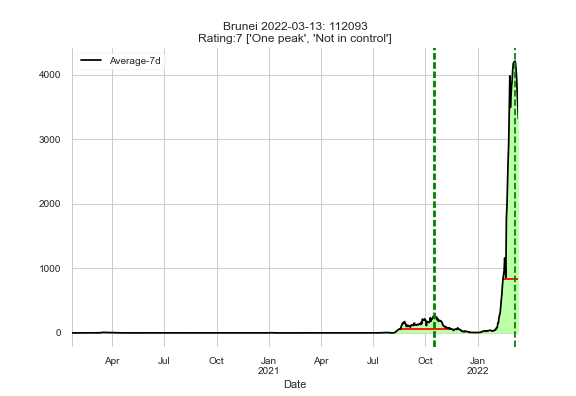 Brunei 2022-03-13: 112093
Rating:7 ['One peak', 'Not in control']
Average-7d
4000
3000
2000
1000
0
Apr Jul Oct Jan Apr Jul Oct Jan
2021 2022
Date